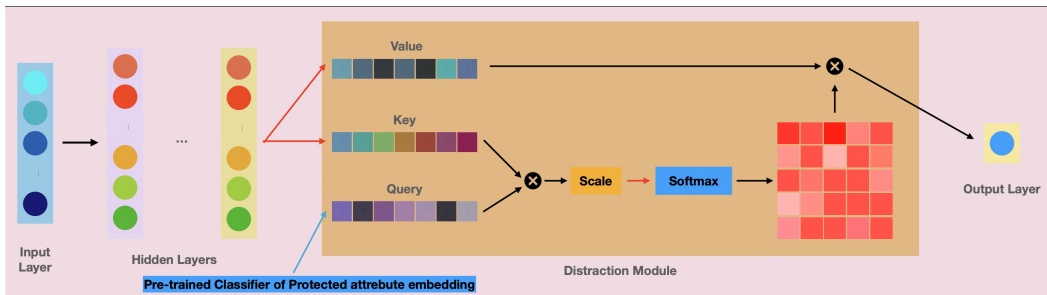 Value
Key
Query
Scale
Softmax
Input
Layer
Hidden Layers
...
Pre-trained Classifier of Protected attrebute embedding
Distraction Module
Output Layer